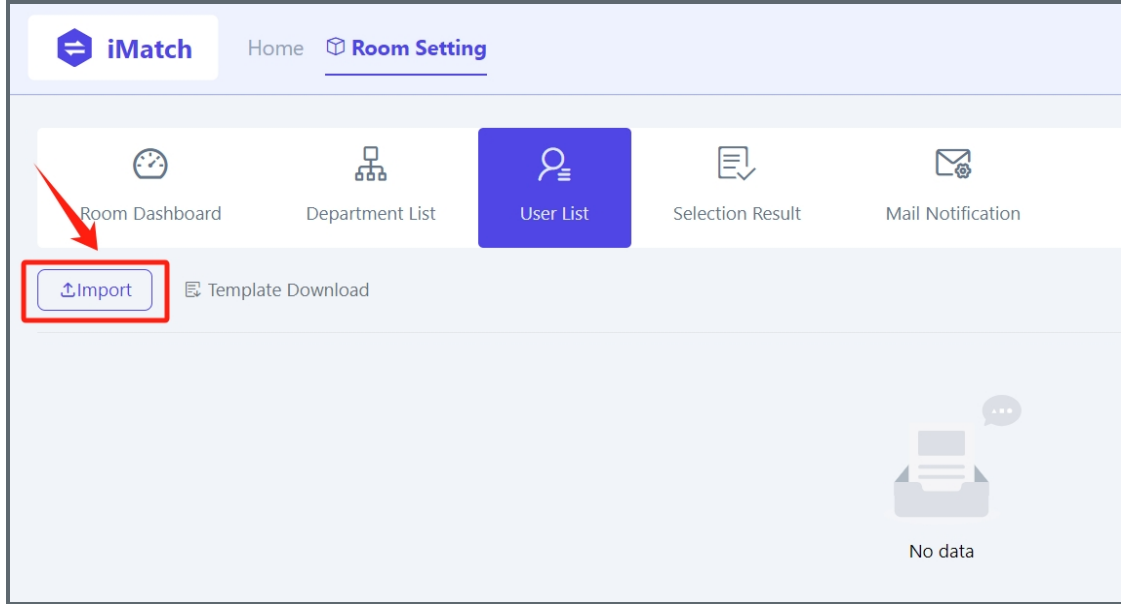 iMatch Home Room Setting
Room Dashboard Department List User List Selection Result Mail Notification
Import Template Download
No data